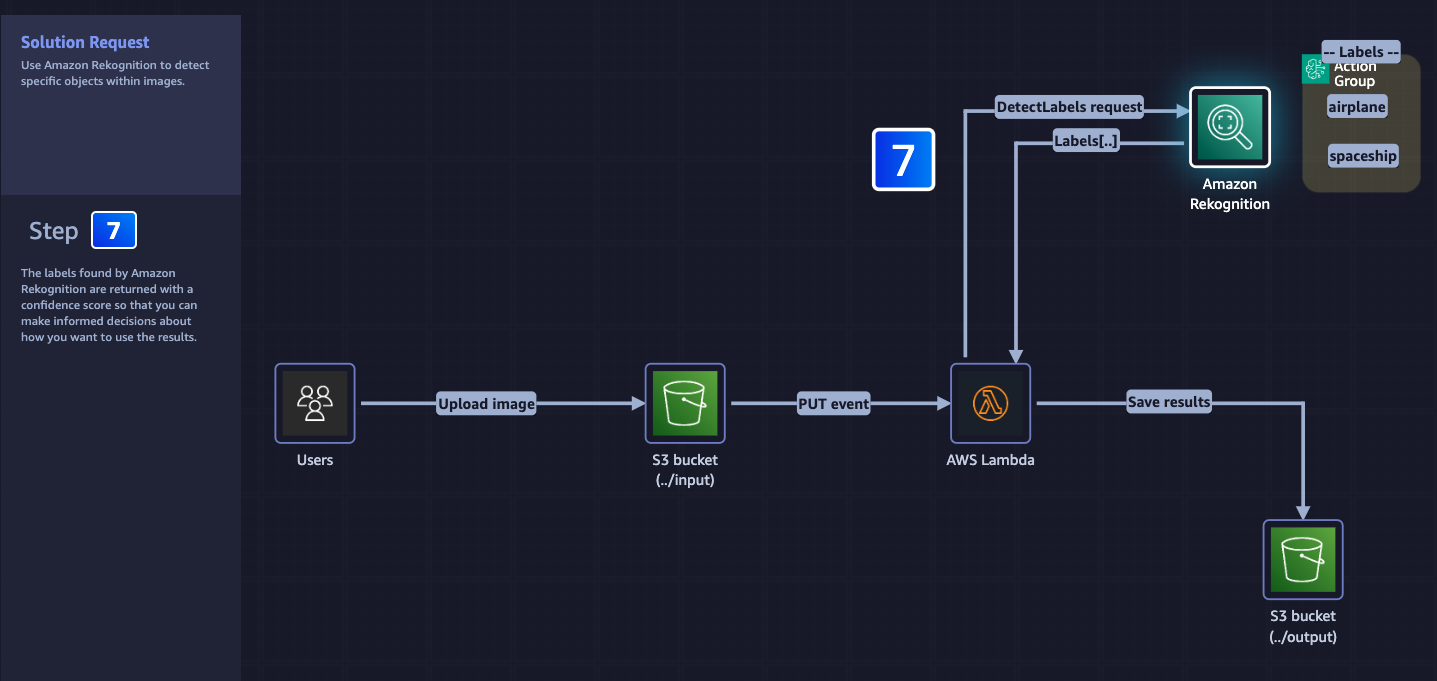 Solution Request
Use Amazon Rekognition to detect
specific objects within images.
Step 7
The labels found by Amazon
Rekognition are returned with a
confidence score so that you can
make informed decisions about
how you want to use the results.
-- Labels --
Action
Group
airplane
spaceship
DetectLabels request
Labels[..]
7
Amazon
Rekognition
Upload image
PUT event
Save results
Users
S3 bucket
(../input)
AWS Lambda
S3 bucket
(../output)